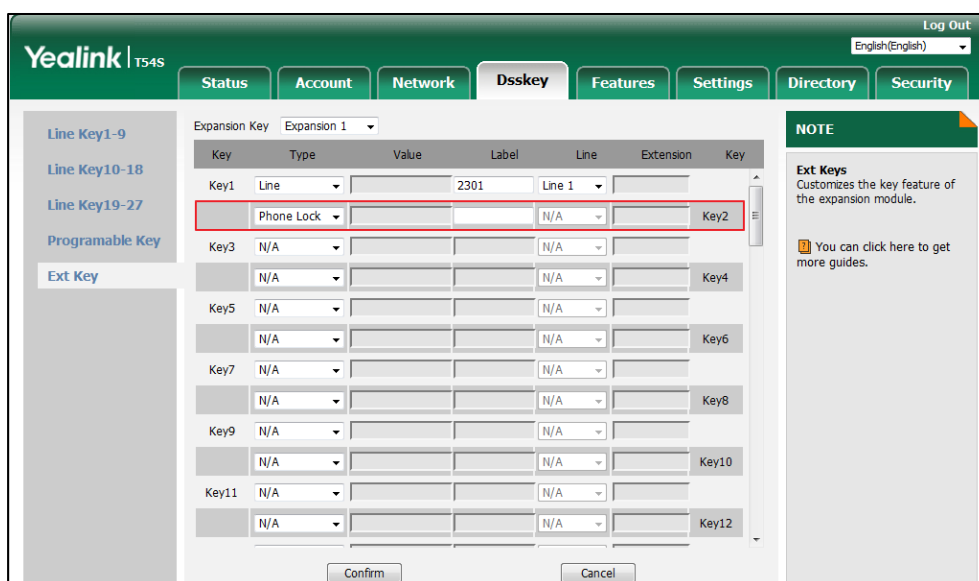 Log Out
Yealink T54S
English(English)
Status Account Network Dsskey Features Settings Directory Security
Line Key1-9
Line Key10-18
Line Key19-27
Programable Key
Ext Key
Expansion Key Expansion 1
Key Type Value Label Line Extension Key
Key1 Line 2301 Line 1
Phone Lock N/A Key2
Key3 N/A N/A
N/A N/A Key4
Key5 N/A N/A
N/A N/A Key6
Key7 N/A N/A
N/A N/A Key8
Key9 N/A N/A
N/A N/A Key10
Key11 N/A N/A
N/A N/A Key12
Confirm Cancel
NOTE
Ext Keys
Customizes the key feature of
the expansion module.
You can click here to get
more guides.